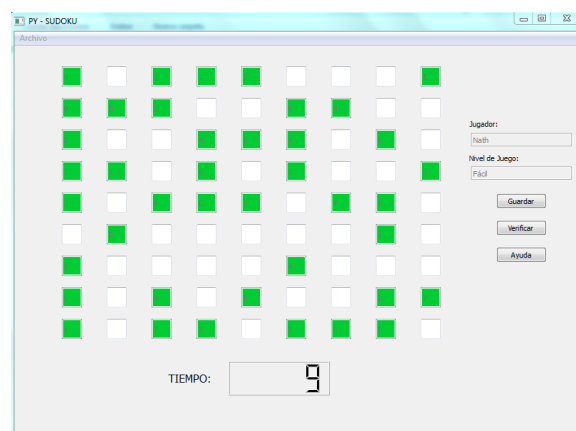 PY - SUDOKU
Archivo
Jugador:
Nath
Nivel de Juego:
Fácil
Guardar
Verificar
Ayuda
TIEMPO:
9